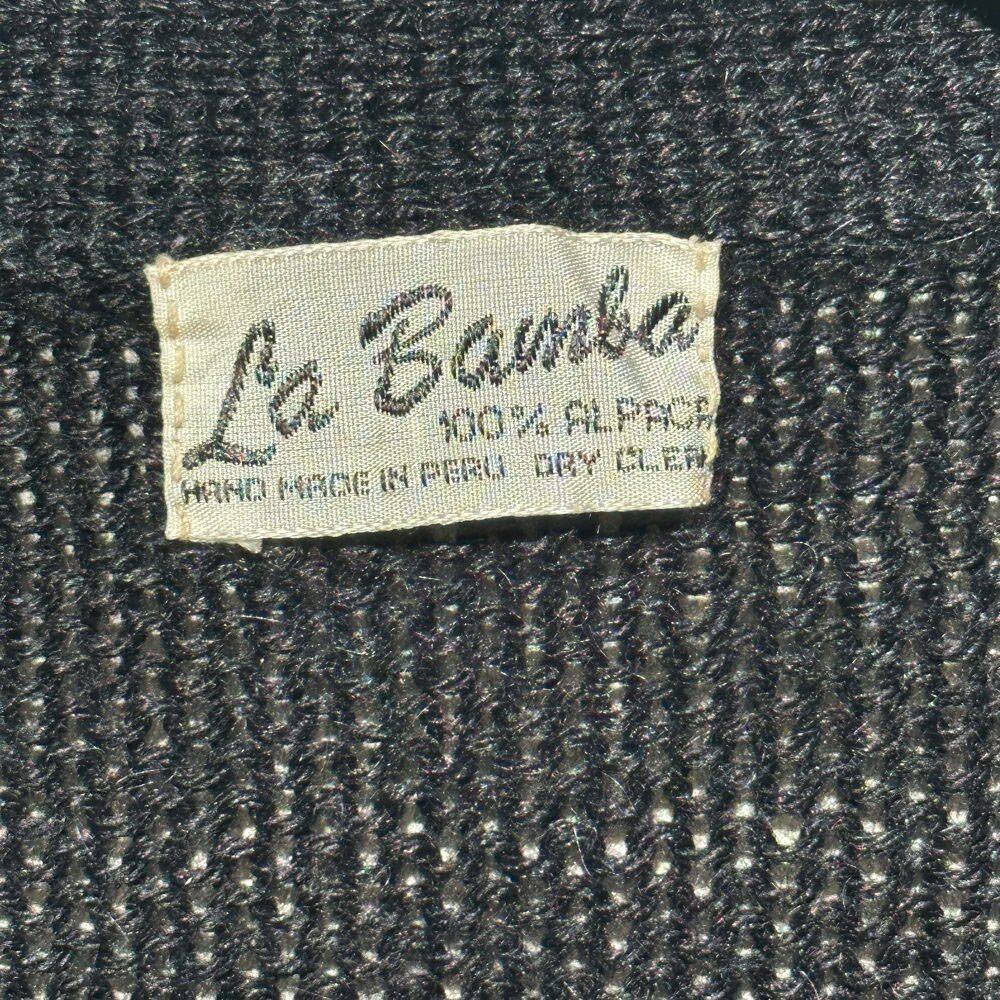 La Bamba
100% ALPACA
HAND MADE IN PERU DRY CLEAN